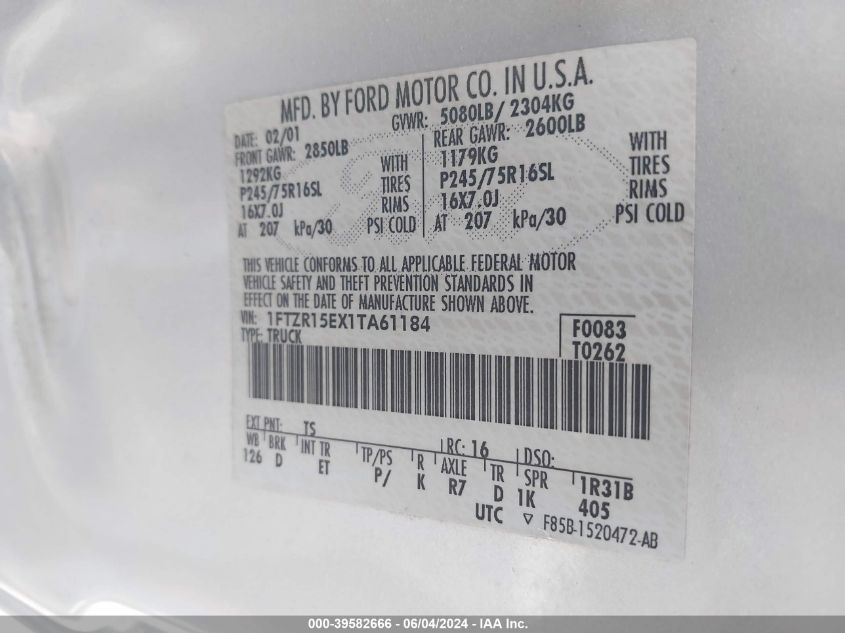 MFD. BY FORD MOTOR CO. IN U.S.A.
DATE: 02/01 GVWR: 5080LB/ 2304KG
FRONT GAWR: 2850LB REAR GAWR: 2600LB
1292KG WITH 1179KG WITH
P245/75R16SL TIRES P245/75R16SL TIRES
16X7.0J RIMS 16X7.0J RIMS
AT 207 kPa/30 PSI COLD AT 207 kPa/30 PSI COLD
THIS VEHICLE CONFORMS TO ALL APPLICABLE FEDERAL MOTOR
VEHICLE SAFETY AND THEFT PREVENTION STANDARDS IN
EFFECT ON THE DATE OF MANUFACTURE SHOWN ABOVE.
VIN: 1FTZR15EX1TA61184 F0083
TYPE: TRUCK T0262
EXT PNT: TS RC: 16 DSO:
WB BRK INT TR TP/PS R AXLE TR SPR 1R31B
126 D ET P/ K R7 D 1K 405
UTC ▽ F85B-1520472-AB
000-39582666 - 06/04/2024 - IAA Inc.